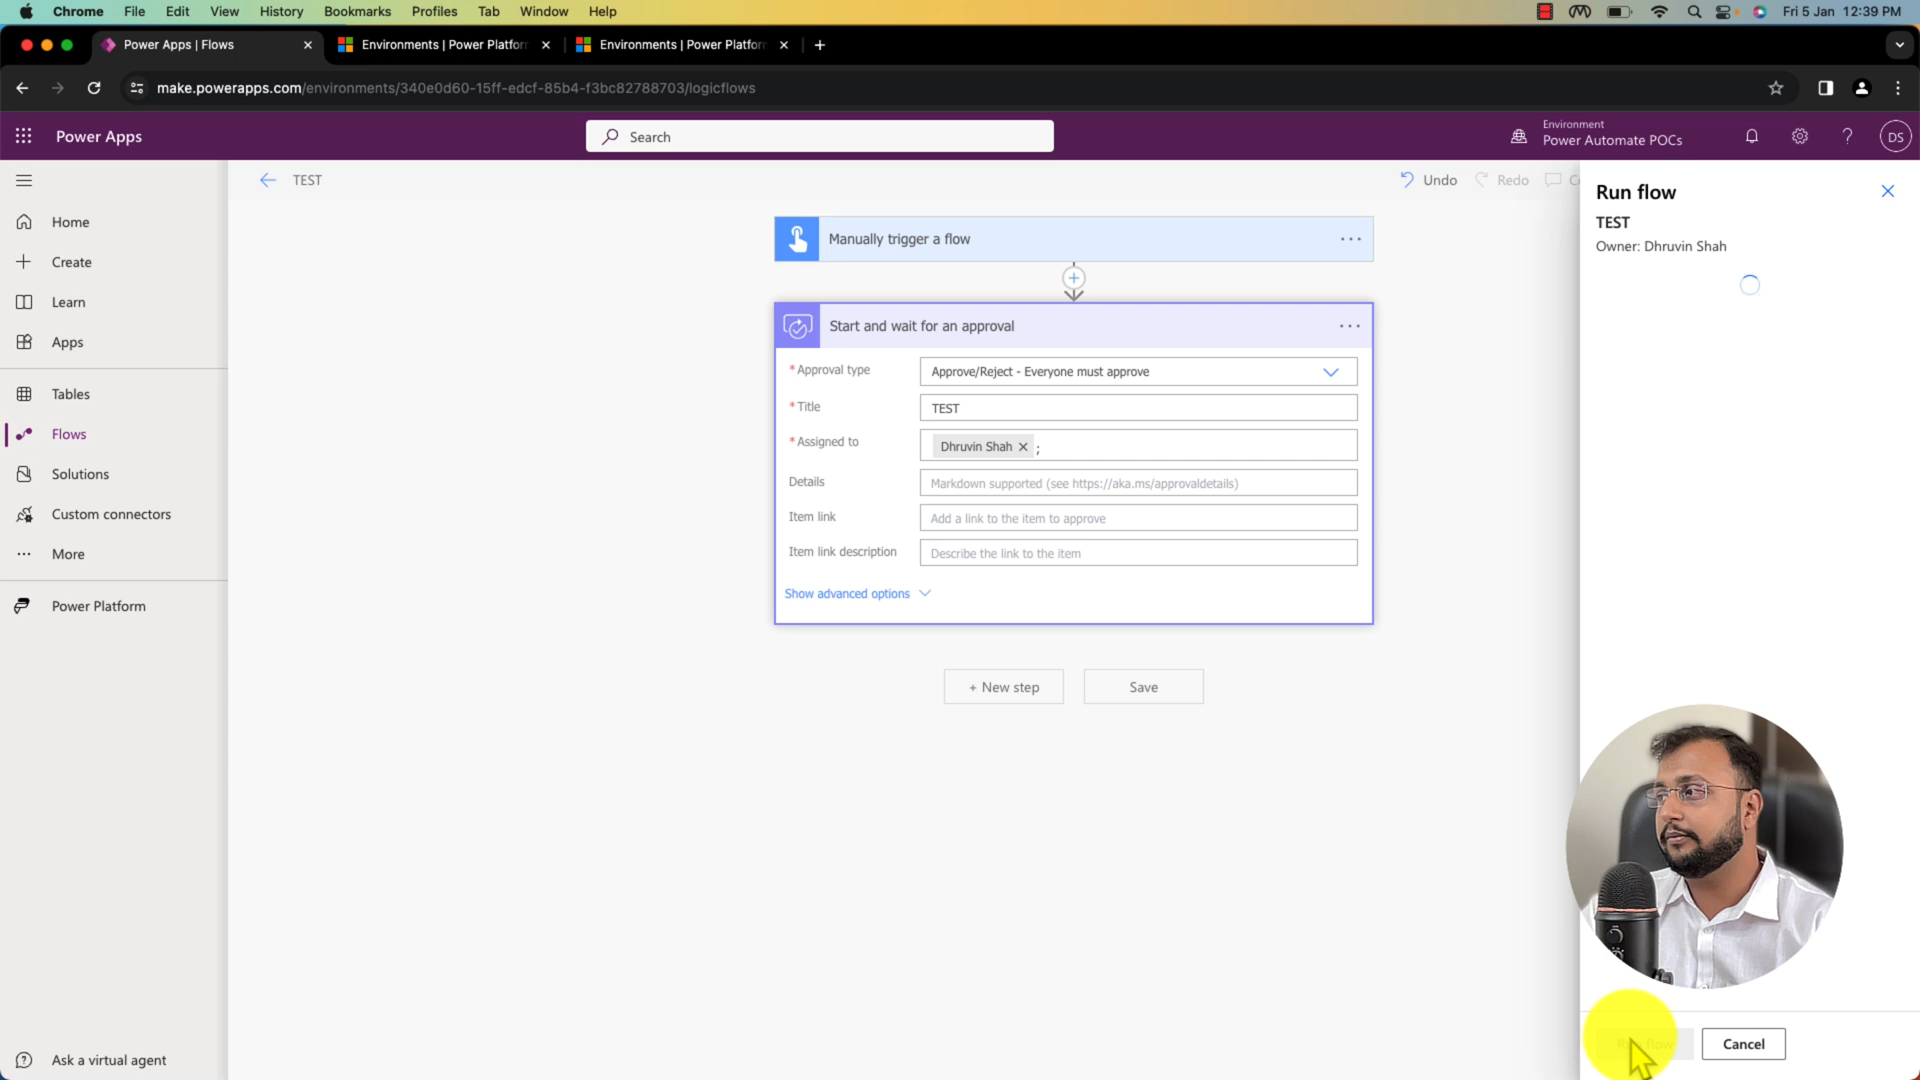 Chrome File Edit View History Bookmarks Profiles Tab Window Help Fri 5 Jan 12:39 PM
Power Apps | Flows Environments | Power Platfor Environments | Power Platfor
make.powerapps.com/environments/340e0d60-15ff-edcf-85b4-f3bc82788703/logicflows
Power Apps
Search
Environment
Power Automate POCs
DS
Home
Create
Learn
Apps
Tables
Flows
Solutions
Custom connectors
More
Power Platform
Ask a virtual agent
TEST
Undo
Redo
C
Manually trigger a flow
Start and wait for an approval
* Approval type
Approve/Reject - Everyone must approve
* Title
TEST
* Assigned to
Dhruvin Shah ;
Details
Markdown supported (see https://aka.ms/approvaldetails)
Item link
Add a link to the item to approve
Item link description
Describe the link to the item
Show advanced options
+ New step
Save
Run flow
TEST
Owner: Dhruvin Shah
Run flow
Cancel